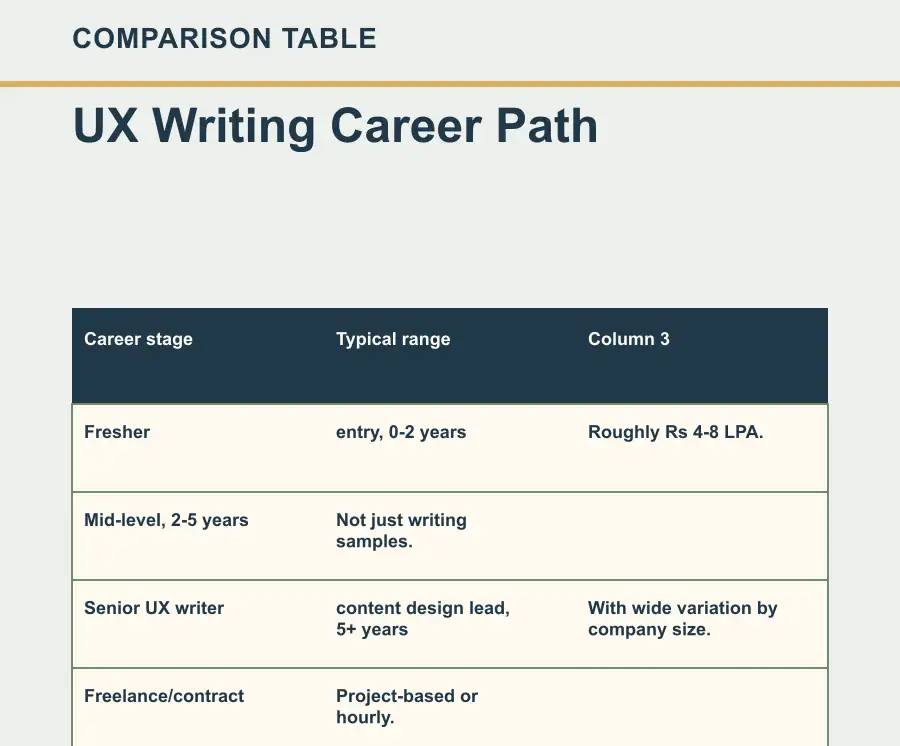 COMPARISON TABLE
UX Writing Career Path
Career stage
Typical range
Column 3
Fresher
entry, 0-2 years
Roughly Rs 4-8 LPA.
Mid-level, 2-5 years
Not just writing
samples.
Senior UX writer
content design lead,
5+ years
With wide variation by
company size.
Freelance/contract
Project-based or
hourly.